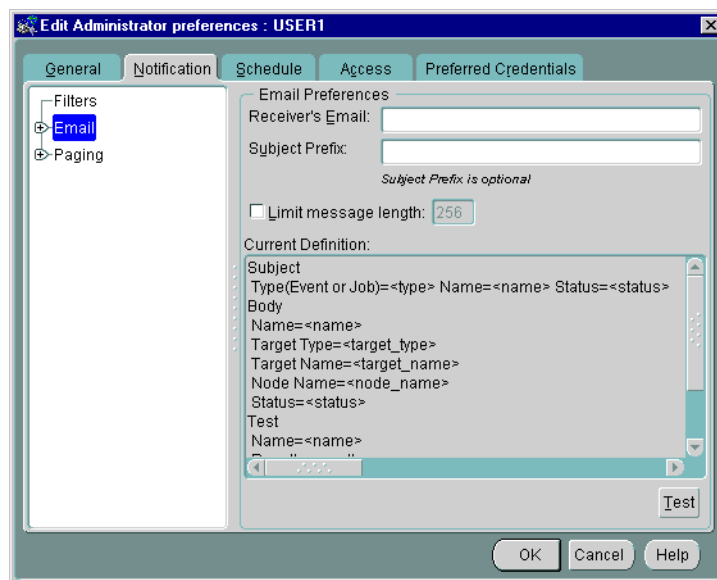 Edit Administrator preferences : USER1
General Notification Schedule Access Preferred Credentials
Filters
Email
Paging
Email Preferences
Receiver's Email:
Subject Prefix:
Subject Prefix is optional
Limit message length: 256
Current Definition:
Subject
Type(Event or Job)=<type> Name=<name> Status=<status>
Body
Name=<name>
Target Type=<target_type>
Target Name=<target_name>
Node Name=<node_name>
Status=<status>
Test
Name=<name>
Test
OK Cancel Help